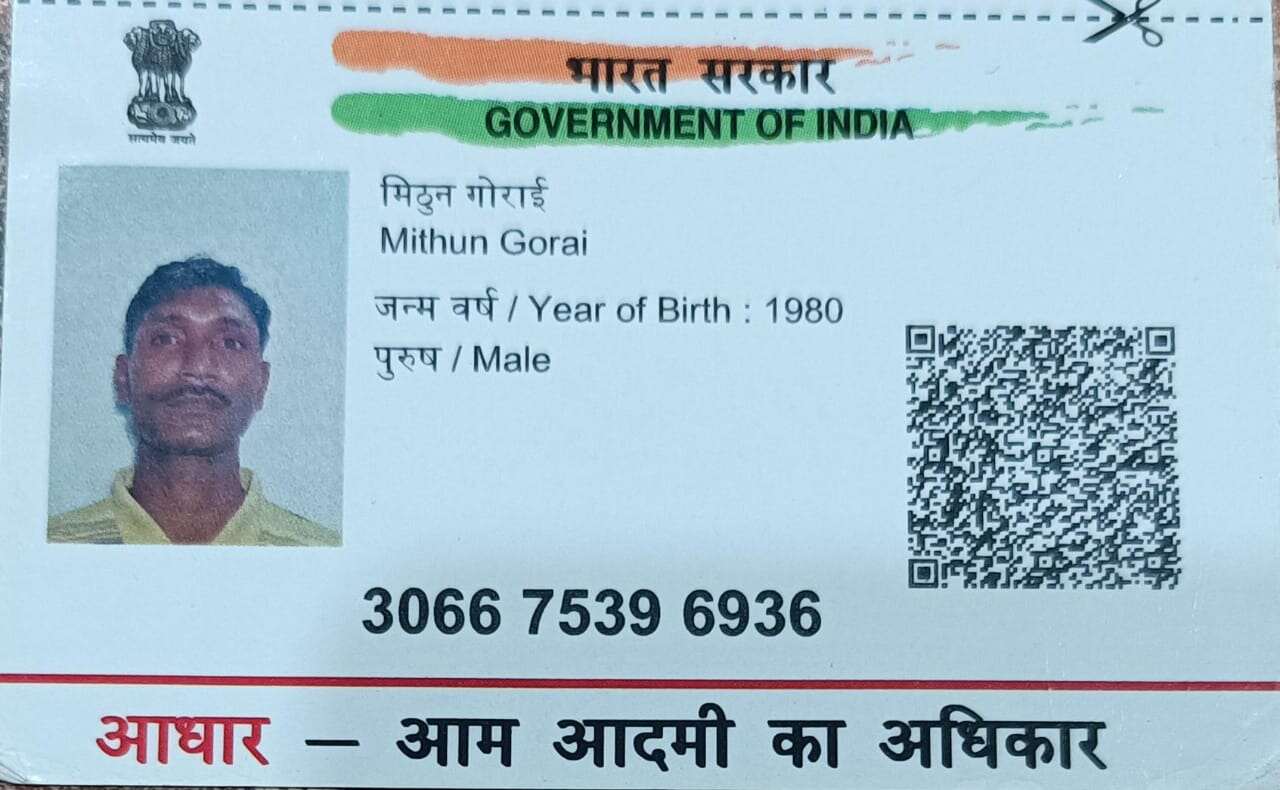 भारत सरकार
GOVERNMENT OF INDIA
सत्यमेव जयते
मिठुन गोराई
Mithun Gorai
जन्म वर्ष / Year of Birth : 1980
पुरुष / Male
3066 7539 6936
आधार — आम आदमी का अधिकार